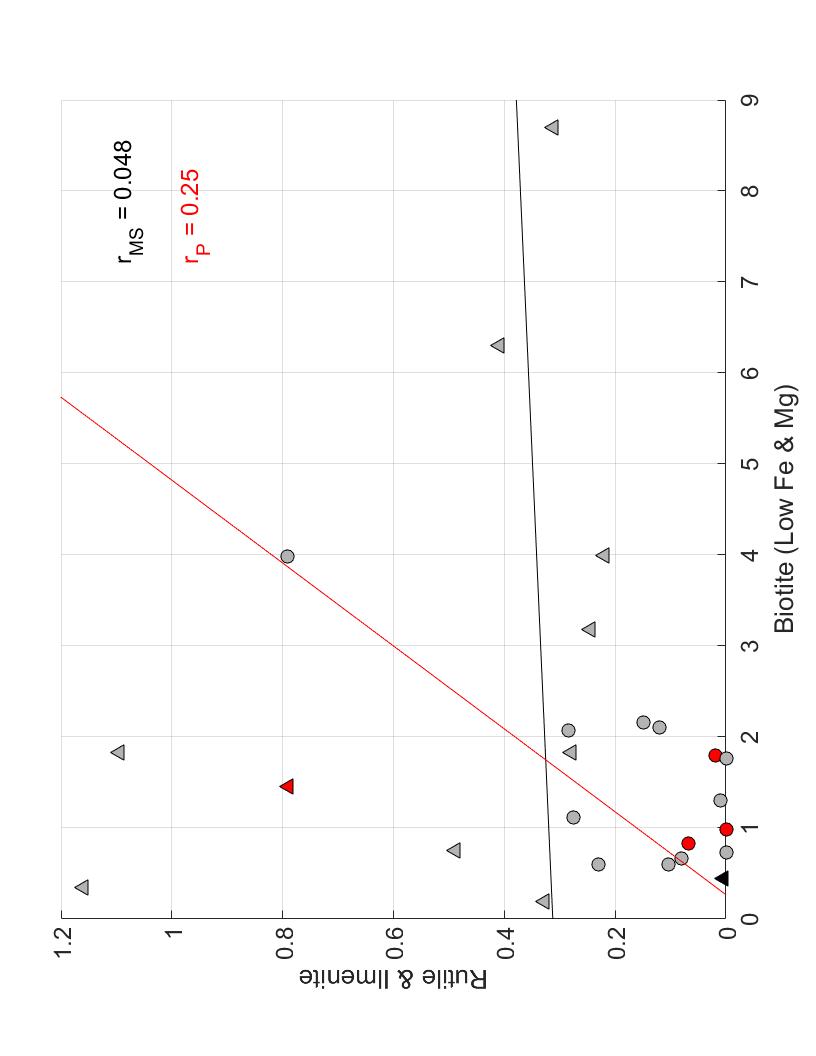 1.2
1
0.8
0.6
0.4
0.2
0
Rutile & Ilmenite
r_MS = 0.048
r_P = 0.25
0 1 2 3 4 5 6 7 8 9
Biotite (Low Fe & Mg)